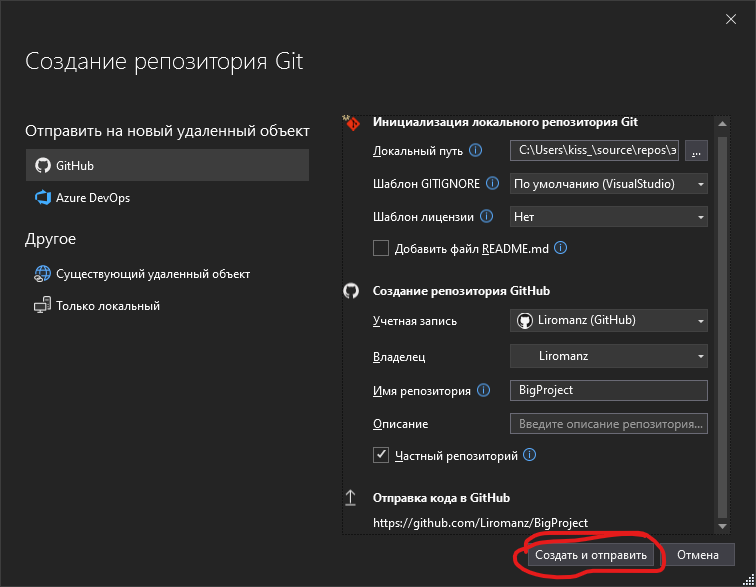 Создание репозитория Git
Отправить на новый удаленный объект
GitHub
Azure DevOps
Другое
Существующий удаленный объект
Только локальный
Инициализация локального репозитория Git
Локальный путь
C:\Users\kiss_\source\repos\э
...
Шаблон GITIGNORE
По умолчанию (VisualStudio)
Шаблон лицензии
Нет
Добавить файл README.md
Создание репозитория GitHub
Учетная запись
Liromanz (GitHub)
Владелец
Liromanz
Имя репозитория
BigProject
Описание
Введите описание репозитория...
Частный репозиторий
Отправка кода в GitHub
https://github.com/Liromanz/BigProject
Создать и отправить
Отмена